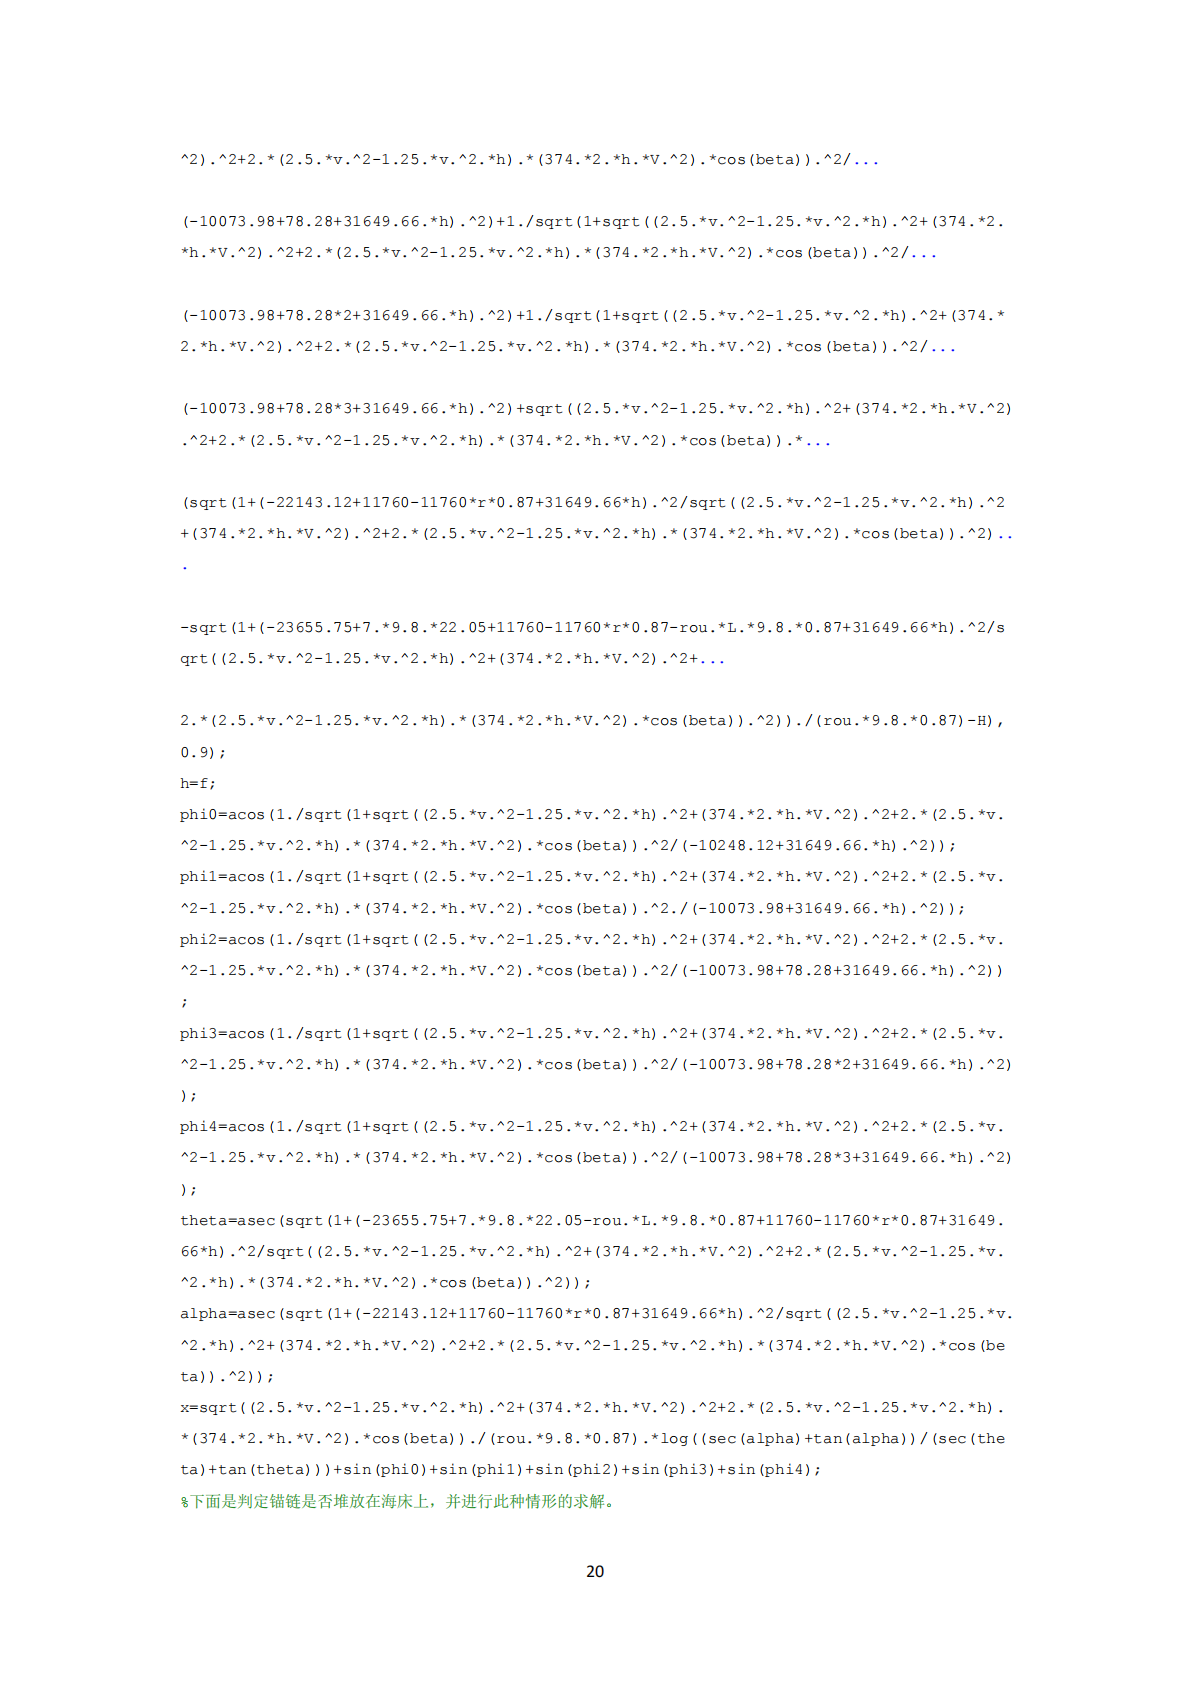 ^2).^2+2.*(2.5.*v.^2-1.25.*v.^2.*h).*(374.*2.*h.*V.^2).*cos(beta)).^2/...
(-10073.98+78.28+31649.66.*h).^2)+1./sqrt(1+sqrt((2.5.*v.^2-1.25.*v.^2.*h).^2+(374.*2.
*h.*V.^2).^2+2.*(2.5.*v.^2-1.25.*v.^2.*h).*(374.*2.*h.*V.^2).*cos(beta)).^2/...
(-10073.98+78.28*2+31649.66.*h).^2)+1./sqrt(1+sqrt((2.5.*v.^2-1.25.*v.^2.*h).^2+(374.*
2.*h.*V.^2).^2+2.*(2.5.*v.^2-1.25.*v.^2.*h).*(374.*2.*h.*V.^2).*cos(beta)).^2/...
(-10073.98+78.28*3+31649.66.*h).^2)+sqrt((2.5.*v.^2-1.25.*v.^2.*h).^2+(374.*2.*h.*V.^2)
.^2+2.*(2.5.*v.^2-1.25.*v.^2.*h).*(374.*2.*h.*V.^2).*cos(beta)).*...
(sqrt(1+(-22143.12+11760-11760*r*0.87+31649.66*h).^2/sqrt((2.5.*v.^2-1.25.*v.^2.*h).^2
+(374.*2.*h.*V.^2).^2+2.*(2.5.*v.^2-1.25.*v.^2.*h).*(374.*2.*h.*V.^2).*cos(beta)).^2)..
.
-sqrt(1+(-23655.75+7.*9.8.*22.05+11760-11760*r*0.87-rou.*L.*9.8.*0.87+31649.66*h).^2/s
qrt((2.5.*v.^2-1.25.*v.^2.*h).^2+(374.*2.*h.*V.^2).^2+...
2.*(2.5.*v.^2-1.25.*v.^2.*h).*(374.*2.*h.*V.^2).*cos(beta)).^2))./(rou.*9.8.*0.87)-H),
0.9);
h=f;
phi0=acos(1./sqrt(1+sqrt((2.5.*v.^2-1.25.*v.^2.*h).^2+(374.*2.*h.*V.^2).^2+2.*(2.5.*v.
^2-1.25.*v.^2.*h).*(374.*2.*h.*V.^2).*cos(beta)).^2/(-10248.12+31649.66.*h).^2));
phi1=acos(1./sqrt(1+sqrt((2.5.*v.^2-1.25.*v.^2.*h).^2+(374.*2.*h.*V.^2).^2+2.*(2.5.*v.
^2-1.25.*v.^2.*h).*(374.*2.*h.*V.^2).*cos(beta)).^2./(-10073.98+31649.66.*h).^2));
phi2=acos(1./sqrt(1+sqrt((2.5.*v.^2-1.25.*v.^2.*h).^2+(374.*2.*h.*V.^2).^2+2.*(2.5.*v.
^2-1.25.*v.^2.*h).*(374.*2.*h.*V.^2).*cos(beta)).^2/(-10073.98+78.28+31649.66.*h).^2))
;
phi3=acos(1./sqrt(1+sqrt((2.5.*v.^2-1.25.*v.^2.*h).^2+(374.*2.*h.*V.^2).^2+2.*(2.5.*v.
^2-1.25.*v.^2.*h).*(374.*2.*h.*V.^2).*cos(beta)).^2/(-10073.98+78.28*2+31649.66.*h).^2)
);
phi4=acos(1./sqrt(1+sqrt((2.5.*v.^2-1.25.*v.^2.*h).^2+(374.*2.*h.*V.^2).^2+2.*(2.5.*v.
^2-1.25.*v.^2.*h).*(374.*2.*h.*V.^2).*cos(beta)).^2/(-10073.98+78.28*3+31649.66.*h).^2)
);
theta=asec(sqrt(1+(-23655.75+7.*9.8.*22.05-rou.*L.*9.8.*0.87+11760-11760*r*0.87+31649.
66*h).^2/sqrt((2.5.*v.^2-1.25.*v.^2.*h).^2+(374.*2.*h.*V.^2).^2+2.*(2.5.*v.^2-1.25.*v.
^2.*h).*(374.*2.*h.*V.^2).*cos(beta)).^2));
alpha=asec(sqrt(1+(-22143.12+11760-11760*r*0.87+31649.66*h).^2/sqrt((2.5.*v.^2-1.25.*v.
^2.*h).^2+(374.*2.*h.*V.^2).^2+2.*(2.5.*v.^2-1.25.*v.^2.*h).*(374.*2.*h.*V.^2).*cos(be
ta)).^2));
x=sqrt((2.5.*v.^2-1.25.*v.^2.*h).^2+(374.*2.*h.*V.^2).^2+2.*(2.5.*v.^2-1.25.*v.^2.*h).
*(374.*2.*h.*V.^2).*cos(beta))./(rou.*9.8.*0.87).*log((sec(alpha)+tan(alpha))/(sec(the
ta)+tan(theta)))+sin(phi0)+sin(phi1)+sin(phi2)+sin(phi3)+sin(phi4);
%下面是判定锚链是否堆放在海床上，并进行此种情形的求解。
20